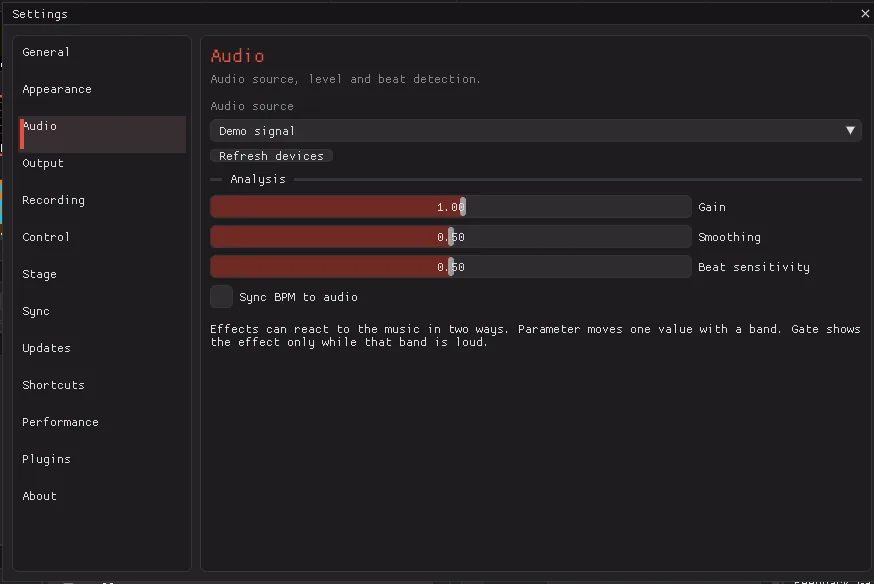 Settings
General
Appearance
Audio
Output
Recording
Control
Stage
Sync
Updates
Shortcuts
Performance
Plugins
About
Audio
Audio source, level and beat detection.
Audio source
Demo signal
Refresh devices
Analysis
1.00 Gain
0.50 Smoothing
0.50 Beat sensitivity
Sync BPM to audio
Effects can react to the music in two ways. Parameter moves one value with a band. Gate shows
the effect only while that band is loud.